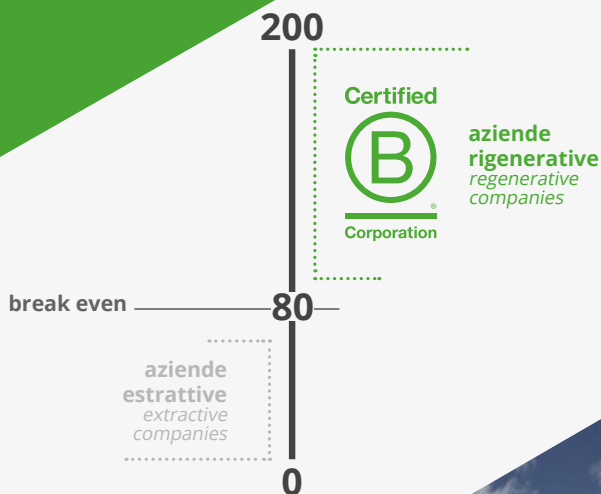 200
Certified
B
®
Corporation
aziende
rigenerative
regenerative
companies
break even
80
aziende
estrattive
extractive
companies
0